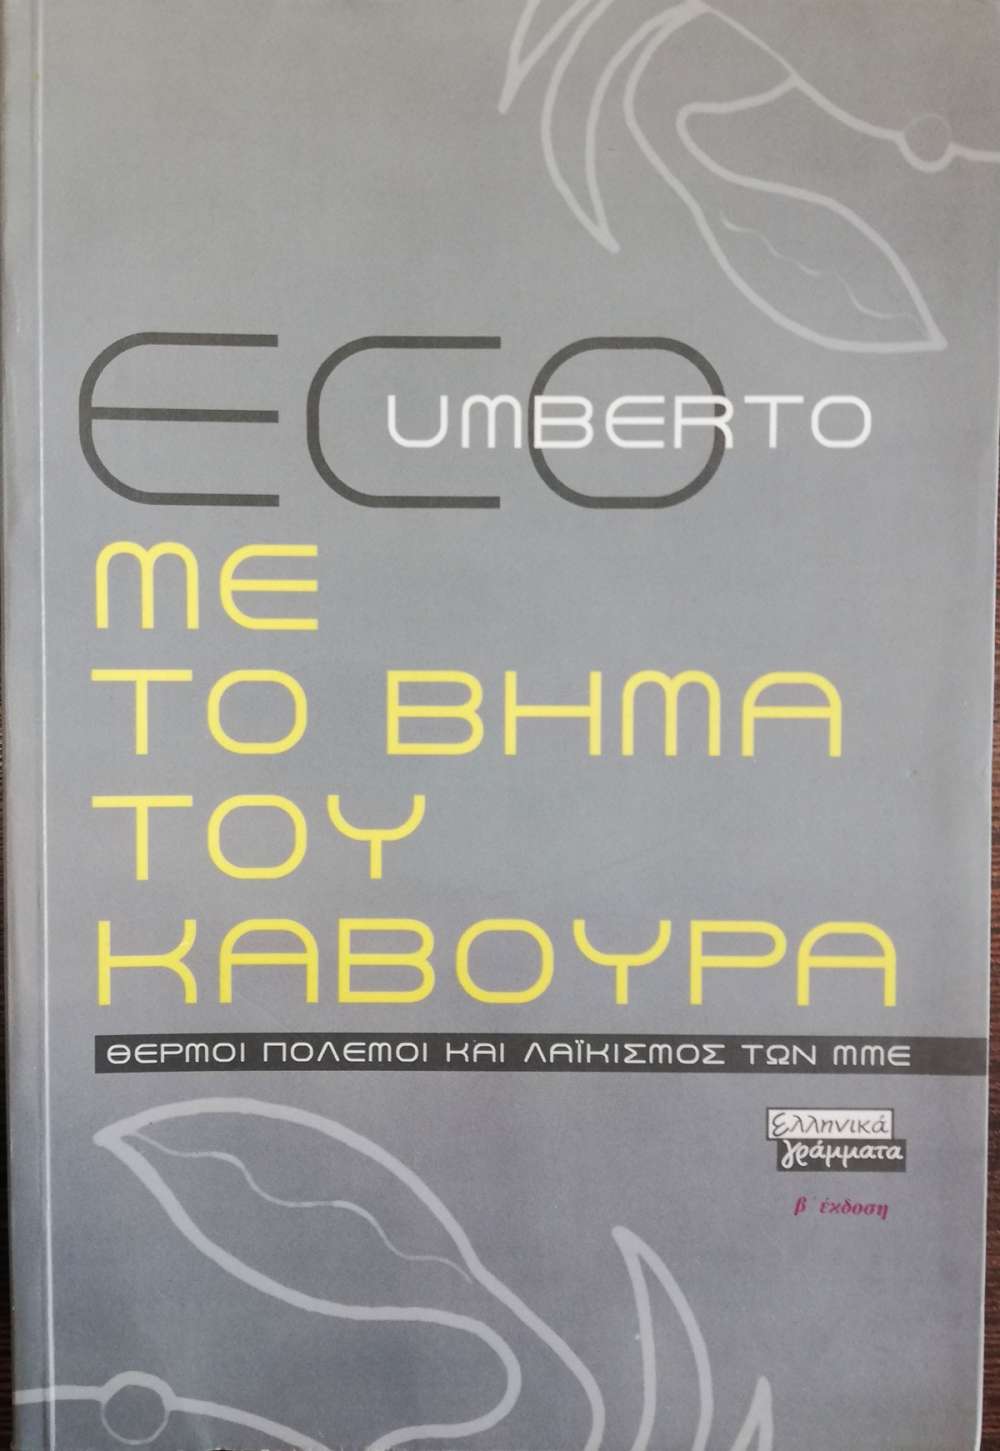 ECO
UMBERTO
ΜΕ
ΤΟ ΒΗΜΑ
ΤΟΥ
ΚΑΒΟΥΡΑ
ΘΕΡΜΟΙ ΠΟΛΕΜΟΙ ΚΑΙ ΛΑΪΚΙΣΜΟΣ ΤΩΝ ΜΜΕ
ελληνικά
γράμματα
β΄ έκδοση